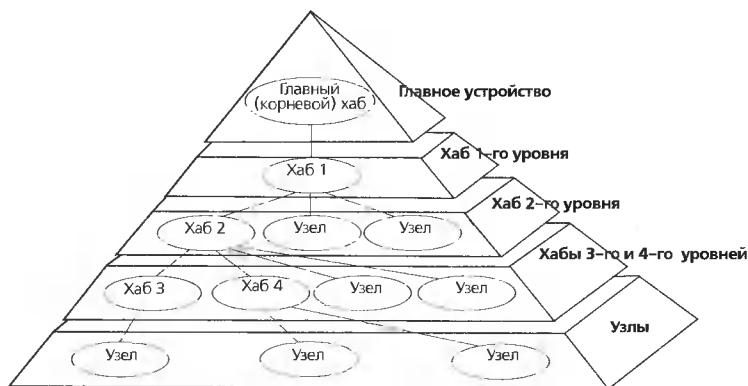 Главный
(корневой) хаб
Главное устройство
Хаб 1-го уровня
Хаб 1
Хаб 2-го уровня
Хаб 2
Узел
Узел
Хабы 3-го и 4-го уровней
Хаб 3
Хаб 4
Узел
Узел
Узлы
Узел
Узел
Узел